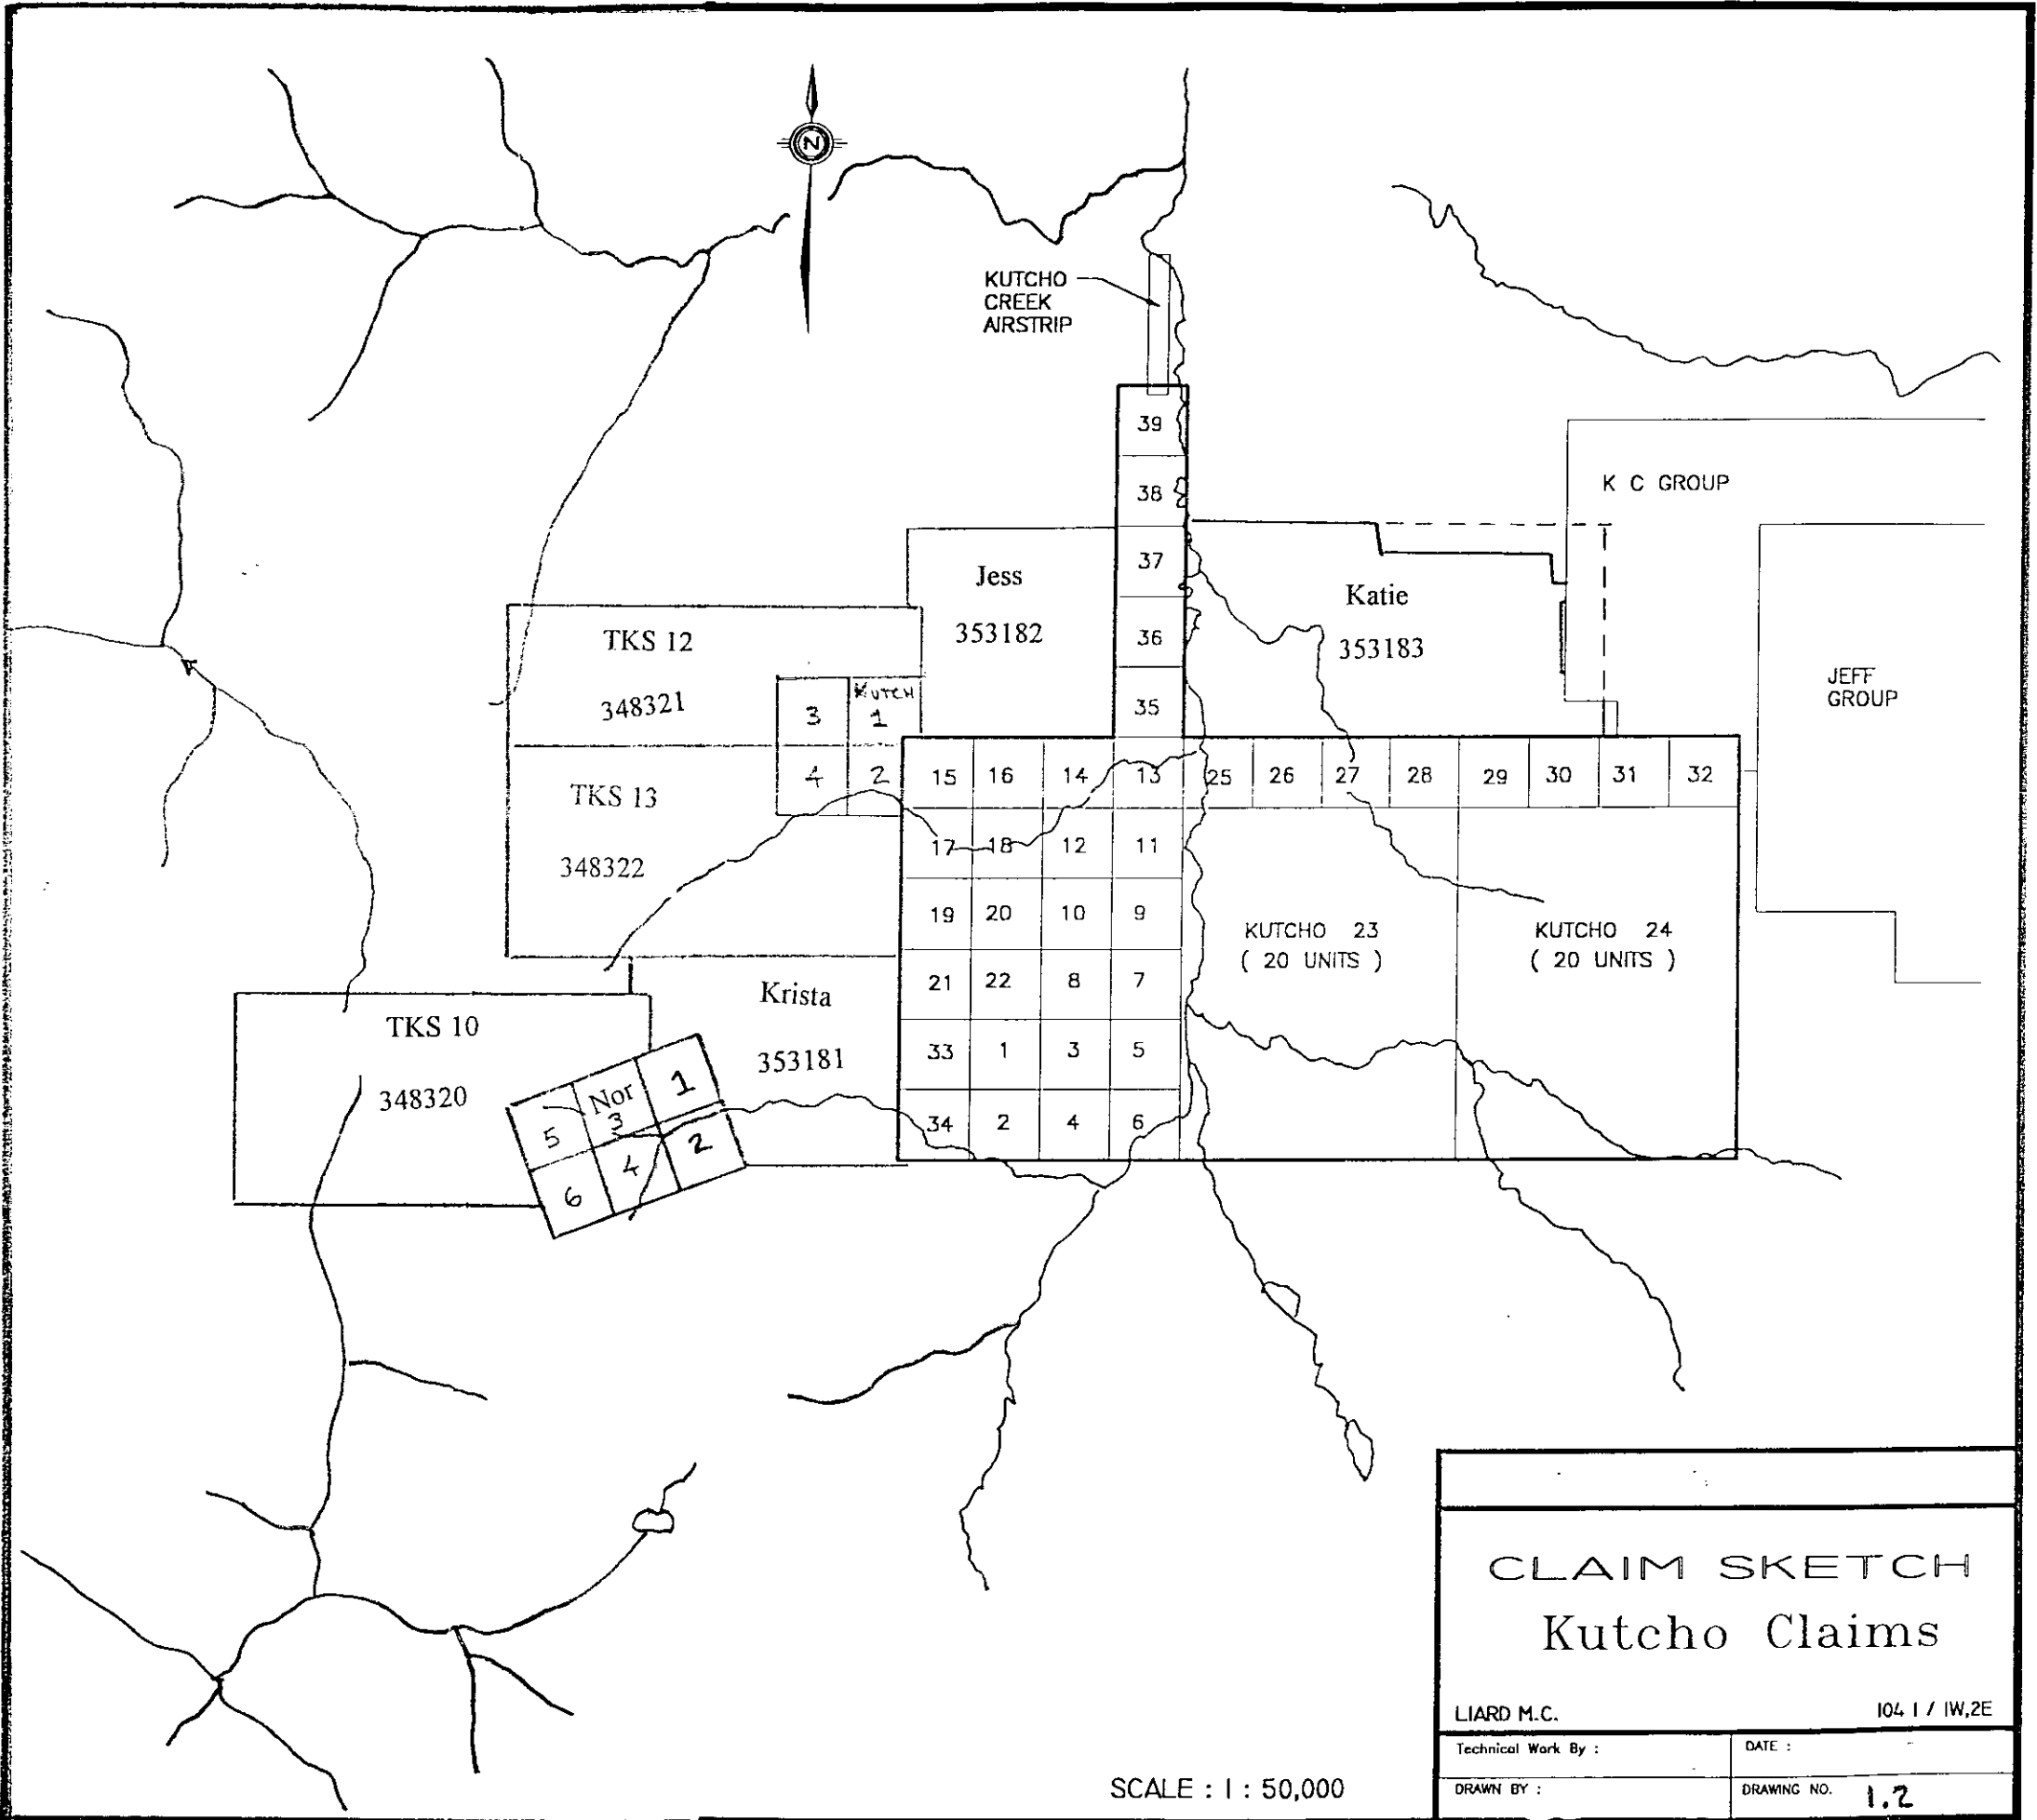 N
KUTCHO
CREEK
AIRSTRIP
39
38
37
36
35
K C GROUP
JEFF
GROUP
Jess
353182
Katie
353183
TKS 12
348321
3
KUTCH
1
4
2
TKS 13
348322
15 16 14 13 25 26 27 28 29 30 31 32
17 18 12 11
19 20 10 9
21 22 8 7
33 1 3 5
34 2 4 6
KUTCHO 23
( 20 UNITS )
KUTCHO 24
( 20 UNITS )
Krista
353181
TKS 10
348320
5
Nor
3
1
6
4
2
CLAIM SKETCH
Kutcho Claims
LIARD M.C.
104 I / 1W,2E
Technical Work By :
DATE :
DRAWN BY :
DRAWING NO. 1.2
SCALE : 1 : 50,000